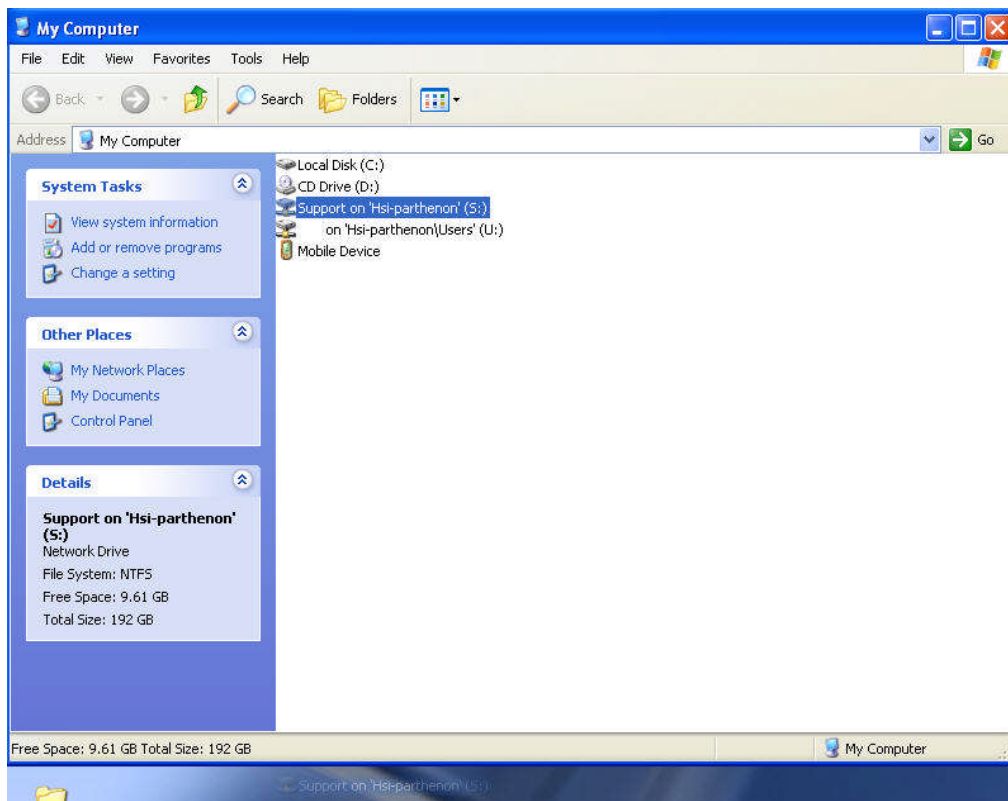 My Computer
File Edit View Favorites Tools Help
Back Search Folders
Address My Computer Go
System Tasks
View system information
Add or remove programs
Change a setting
Other Places
My Network Places
My Documents
Control Panel
Details
Support on 'Hsi-parthenon'
(S:)
Network Drive
File System: NTFS
Free Space: 9.61 GB
Total Size: 192 GB
Local Disk (C:)
CD Drive (D:)
Support on 'Hsi-parthenon' (S:)
on 'Hsi-parthenon\Users' (U:)
Mobile Device
Free Space: 9.61 GB Total Size: 192 GB My Computer
Support on 'Hsi-parthenon' (S:)